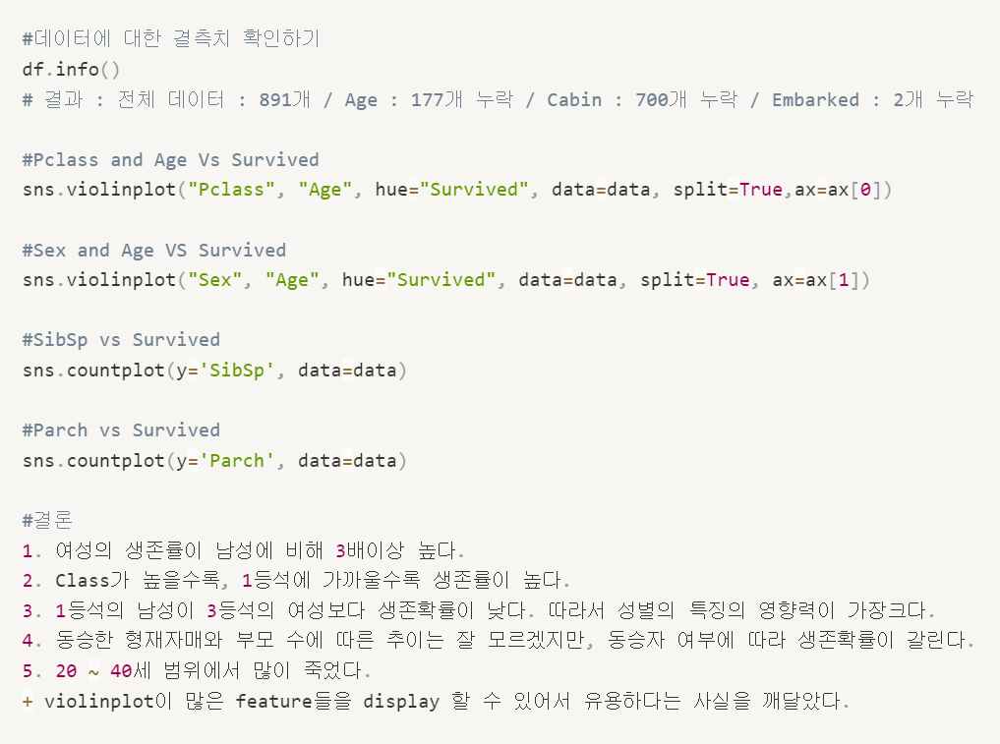 #데이터에 대한 결측치 확인하기
df.info()
# 결과 : 전체 데이터 : 891개 / Age : 177개 누락 / Cabin : 700개 누락 / Embarked : 2개 누락
#Pclass and Age Vs Survived
sns.violinplot("Pclass", "Age", hue="Survived", data=data, split=True,ax=ax[0])
#Sex and Age VS Survived
sns.violinplot("Sex", "Age", hue="Survived", data=data, split=True, ax=ax[1])
#SibSp vs Survived
sns.countplot(y='SibSp', data=data)
#Parch vs Survived
sns.countplot(y='Parch', data=data)
#결론
1. 여성의 생존률이 남성에 비해 3배이상 높다.
2. Class가 높을수록, 1등석에 가까울수록 생존률이 높다.
3. 1등석의 남성이 3등석의 여성보다 생존확률이 낮다. 따라서 성별의 특징의 영향력이 가장크다.
4. 동승한 형재자매와 부모 수에 따른 추이는 잘 모르겠지만, 동승자 여부에 따라 생존확률이 갈린다.
5. 20 ~ 40세 범위에서 많이 죽었다.
+ violinplot이 많은 feature들을 display 할 수 있어서 유용하다는 사실을 깨달았다.